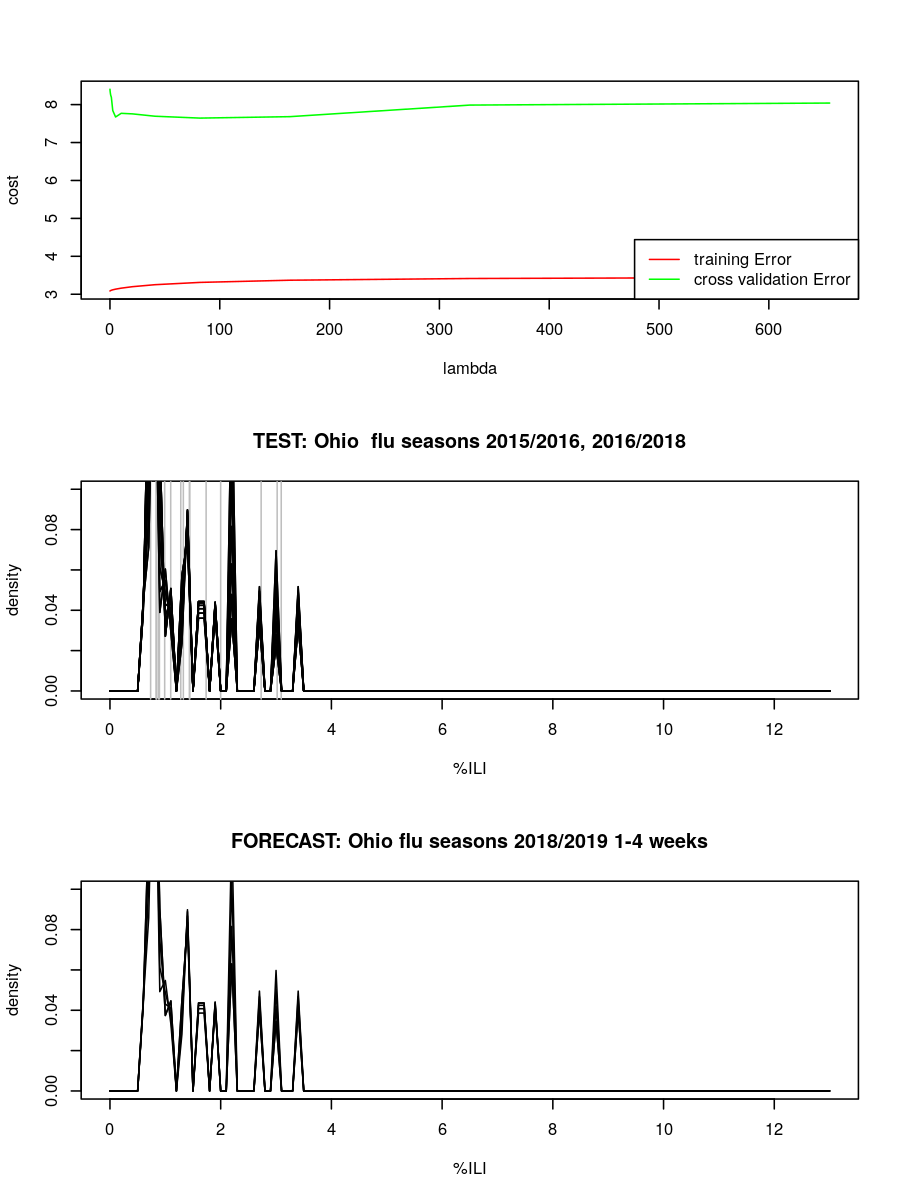 8
7
6
5
4
3
cost
training Error
cross validation Error
0 100 200 300 400 500 600
lambda
TEST: Ohio  flu seasons 2015/2016, 2016/2018
0.08
0.04
0.00
density
0 2 4 6 8 10 12
%ILI
FORECAST: Ohio flu seasons 2018/2019 1-4 weeks
0.08
0.04
0.00
density
0 2 4 6 8 10 12
%ILI